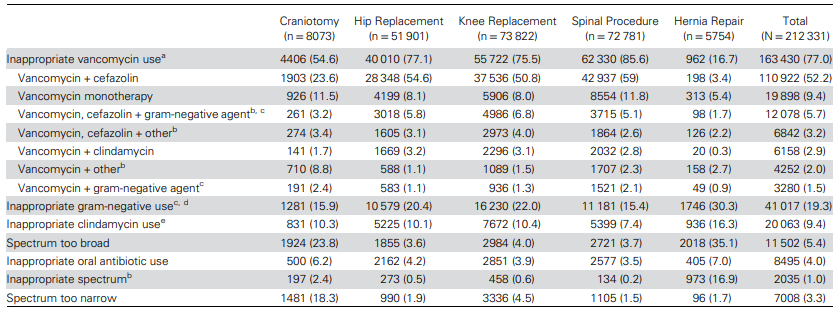 Craniotomy Hip Replacement Knee Replacement Spinal Procedure Hernia Repair Total
(n = 8073) (n = 51 901) (n = 73 822) (n = 72 781) (n = 5754) (N = 212 331)
Inappropriate vancomycin useᵃ 4406 (54.6) 40 010 (77.1) 55 722 (75.5) 62 330 (85.6) 962 (16.7) 163 430 (77.0)
Vancomycin + cefazolin 1903 (23.6) 28 348 (54.6) 37 536 (50.8) 42 937 (59) 198 (3.4) 110 922 (52.2)
Vancomycin monotherapy 926 (11.5) 4199 (8.1) 5906 (8.0) 8554 (11.8) 313 (5.4) 19 898 (9.4)
Vancomycin, cefazolin + gram-negative agentᵇ, ᶜ 261 (3.2) 3018 (5.8) 4986 (6.8) 3715 (5.1) 98 (1.7) 12 078 (5.7)
Vancomycin, cefazolin + otherᵇ 274 (3.4) 1605 (3.1) 2973 (4.0) 1864 (2.6) 126 (2.2) 6842 (3.2)
Vancomycin + clindamycin 141 (1.7) 1669 (3.2) 2296 (3.1) 2032 (2.8) 20 (0.3) 6158 (2.9)
Vancomycin + otherᵇ 710 (8.8) 588 (1.1) 1089 (1.5) 1707 (2.3) 158 (2.7) 4252 (2.0)
Vancomycin + gram-negative agentᶜ 191 (2.4) 583 (1.1) 936 (1.3) 1521 (2.1) 49 (0.9) 3280 (1.5)
Inappropriate gram-negative useᶜ, ᵈ 1281 (15.9) 10 579 (20.4) 16 230 (22.0) 11 181 (15.4) 1746 (30.3) 41 017 (19.3)
Inappropriate clindamycin useᵉ 831 (10.3) 5225 (10.1) 7672 (10.4) 5399 (7.4) 936 (16.3) 20 063 (9.4)
Spectrum too broad 1924 (23.8) 1855 (3.6) 2984 (4.0) 2721 (3.7) 2018 (35.1) 11 502 (5.4)
Inappropriate oral antibiotic use 500 (6.2) 2162 (4.2) 2851 (3.9) 2577 (3.5) 405 (7.0) 8495 (4.0)
Inappropriate spectrumᵇ 197 (2.4) 273 (0.5) 458 (0.6) 134 (0.2) 973 (16.9) 2035 (1.0)
Spectrum too narrow 1481 (18.3) 990 (1.9) 3336 (4.5) 1105 (1.5) 96 (1.7) 7008 (3.3)